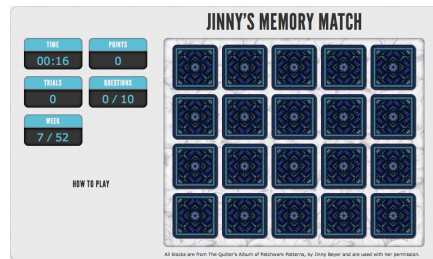 JINNY'S MEMORY MATCH
TIME
POINTS
00:16
0
TRIALS
QUESTIONS
0
0 / 10
WEEK
7 / 52
HOW TO PLAY
All blocks are from The Quilter's Album of Patchwork Patterns, by Jinny Beyer and are used with her permission.